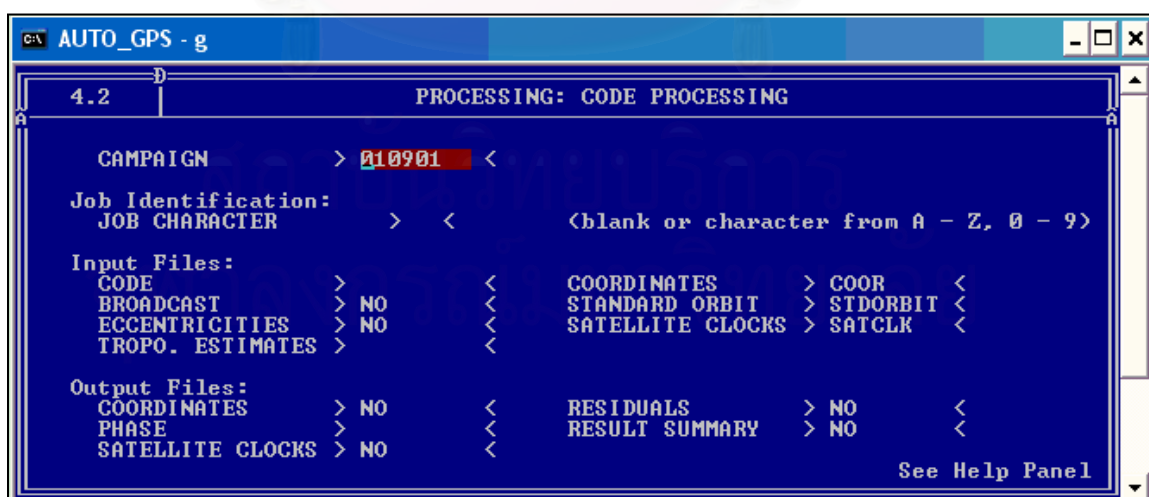 AUTO_GPS - g
4.2 PROCESSING: CODE PROCESSING
CAMPAIGN > 010901 <
Job Identification:
JOB CHARACTER > < (blank or character from A - Z, 0 - 9)
Input Files:
CODE > < COORDINATES > COOR <
BROADCAST > NO < STANDARD ORBIT > STDORBIT <
ECCENTRICITIES > NO < SATELLITE CLOCKS > SATCLK <
TROPO. ESTIMATES > <
Output Files:
COORDINATES > NO < RESIDUALS > NO <
PHASE > < RESULT SUMMARY > NO <
SATELLITE CLOCKS > NO <
See Help Panel